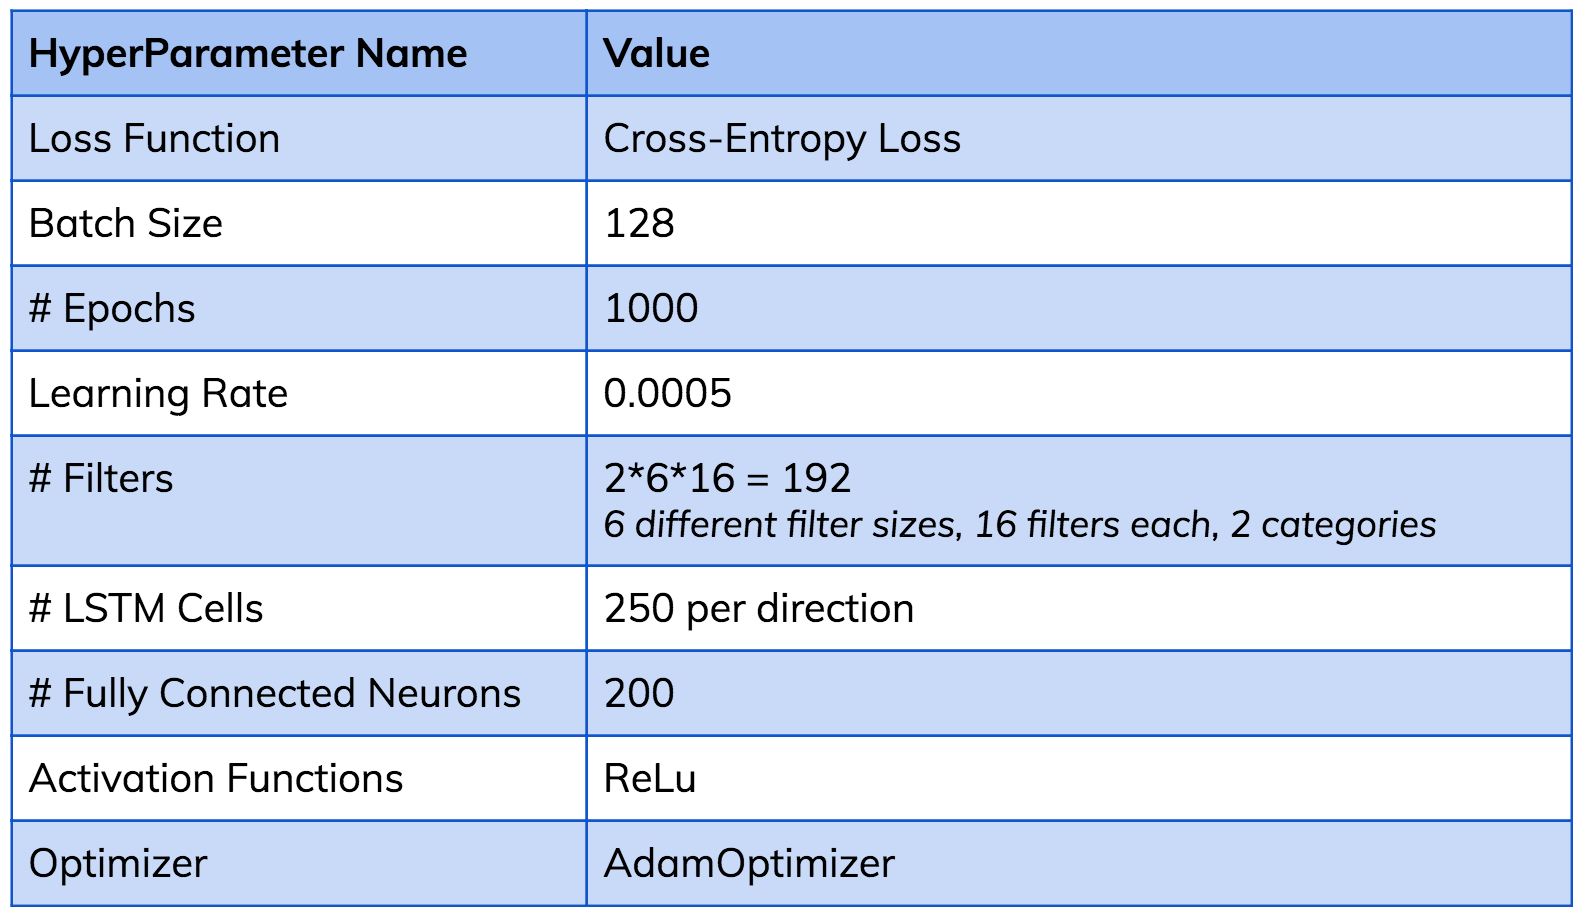 HyperParameter Name Value
Loss Function Cross-Entropy Loss
Batch Size 128
# Epochs 1000
Learning Rate 0.0005
# Filters 2*6*16 = 192
6 different filter sizes, 16 filters each, 2 categories
# LSTM Cells 250 per direction
# Fully Connected Neurons 200
Activation Functions ReLu
Optimizer AdamOptimizer